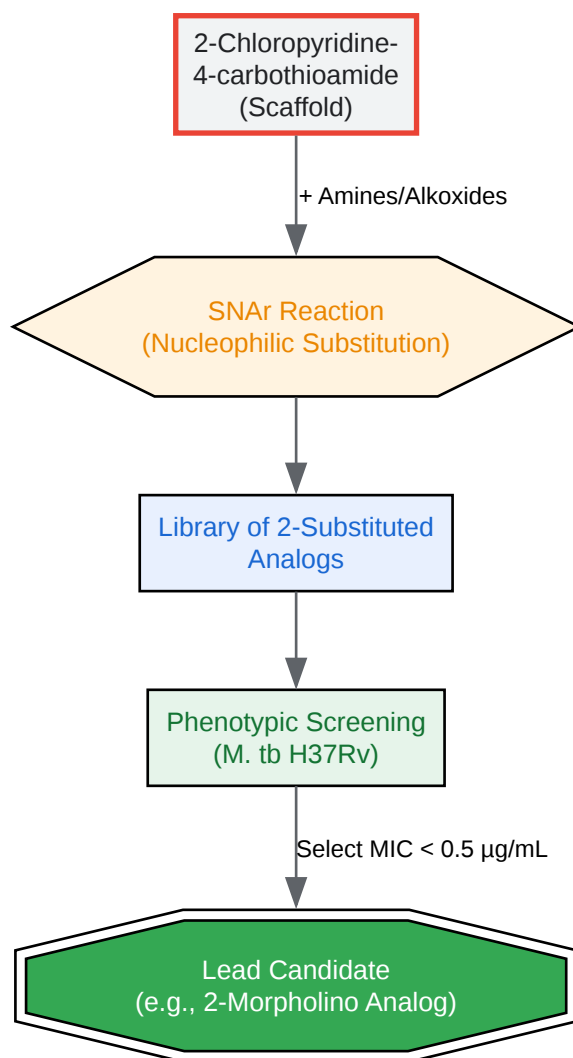 2-Chloropyridine-
4-carbothioamide
(Scaffold)
+ Amines/Alkoxides
SNAr Reaction
(Nucleophilic Substitution)
Library of 2-Substituted
Analogs
Phenotypic Screening
(M. tb H37Rv)
Select MIC < 0.5 µg/mL
Lead Candidate
(e.g., 2-Morpholino Analog)